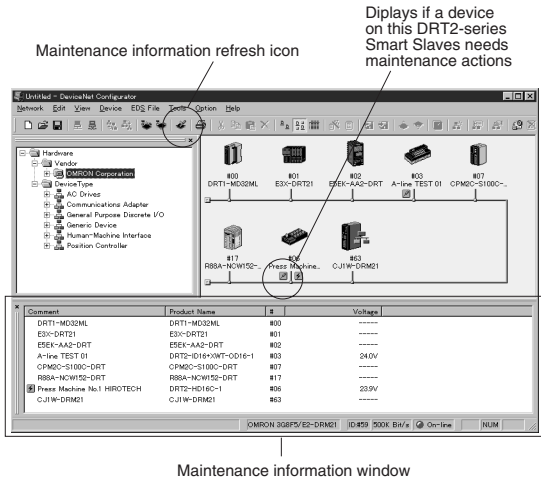 Diplays if a device
on this DRT2-series
Smart Slaves needs
maintenance actions
Maintenance information refresh icon
Untitled - DeviceNet Configurator
Network Edit View Device EDS File Tools Option Help
Hardware
Vendor
OMRON Corporation
DeviceType
AC Drives
Communications Adapter
General Purpose Discrete I/O
Generic Device
Human-Machine Interface
Position Controller
#00
DRT1-MD32ML
#01
E3X-DRT21
#02
E5EK-AA2-DRT
#03
A-line TEST 01
#07
CPM2C-S100C-..
#17
R88A-NCW152-..
#06
Press Machine..
#63
CJ1W-DRM21
Comment Product Name # Voltage
DRT1-MD32ML DRT1-MD32ML #00 -----
E3X-DRT21 E3X-DRT21 #01 -----
E5EK-AA2-DRT E5EK-AA2-DRT #02 -----
A-line TEST 01 DRT2-ID16+XWT-OD16-1 #03 24.0V
CPM2C-S100C-DRT CPM2C-S100C-DRT #07 -----
R88A-NCW152-DRT R88A-NCW152-DRT #17 -----
Press Machine No.1 HIROTECH DRT2-HD16C-1 #06 23.9V
CJ1W-DRM21 CJ1W-DRM21 #63 -----
OMRON 3G8F5/E2-DRM21 ID:#59 500K Bit/s On-line NUM
Maintenance information window